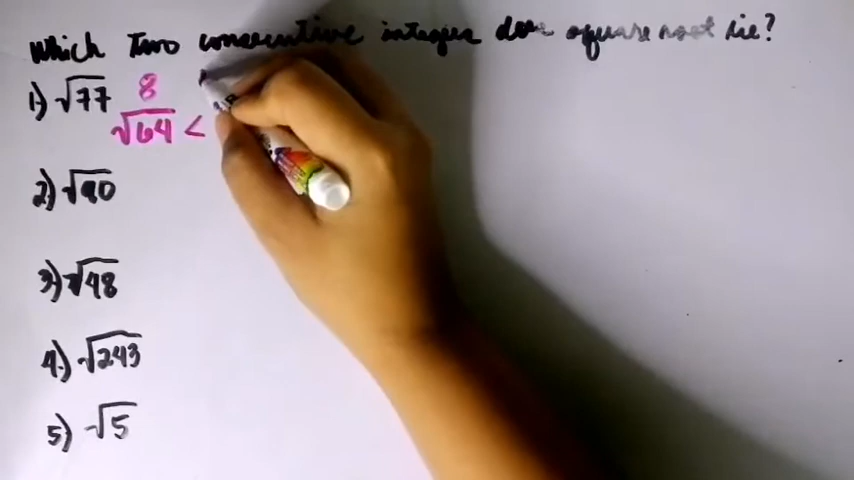 Which Two consecutive integer does square root lie?
8
1.) √77 √64 <
2.) √90
3.) √48
4.) √243
5.) √5